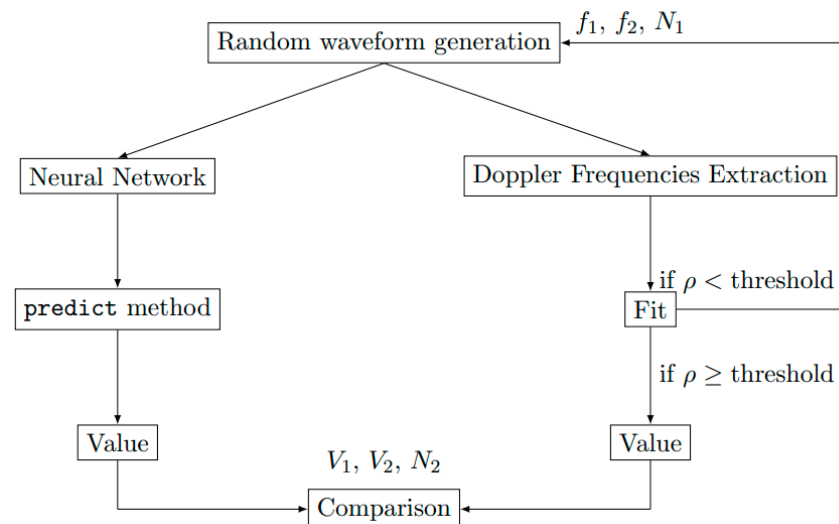 f₁, f₂, N₁
Random waveform generation
Neural Network
Doppler Frequencies Extraction
if ρ < threshold
predict method
Fit
if ρ ≥ threshold
Value
Value
V₁, V₂, N₂
Comparison